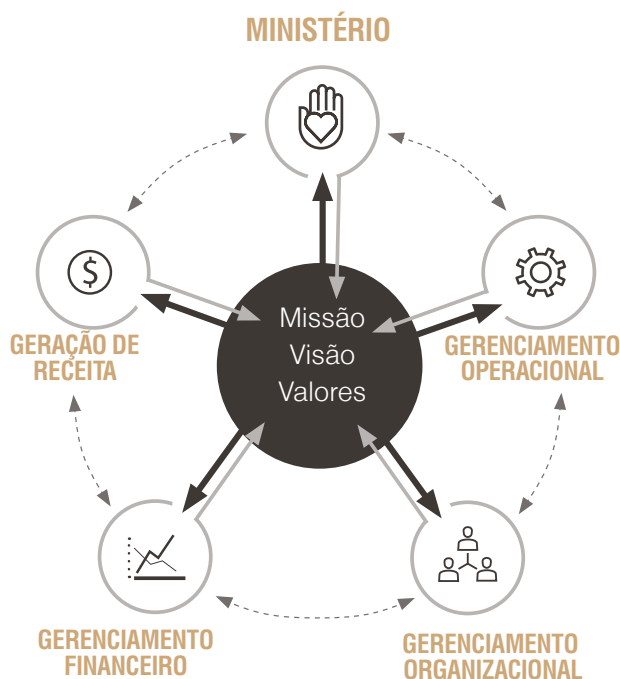 MINISTÉRIO
$
Missão
Visão
Valores
GERAÇÃO DE
RECEITA
GERENCIAMENTO
OPERACIONAL
GERENCIAMENTO
FINANCEIRO
GERENCIAMENTO
ORGANIZACIONAL